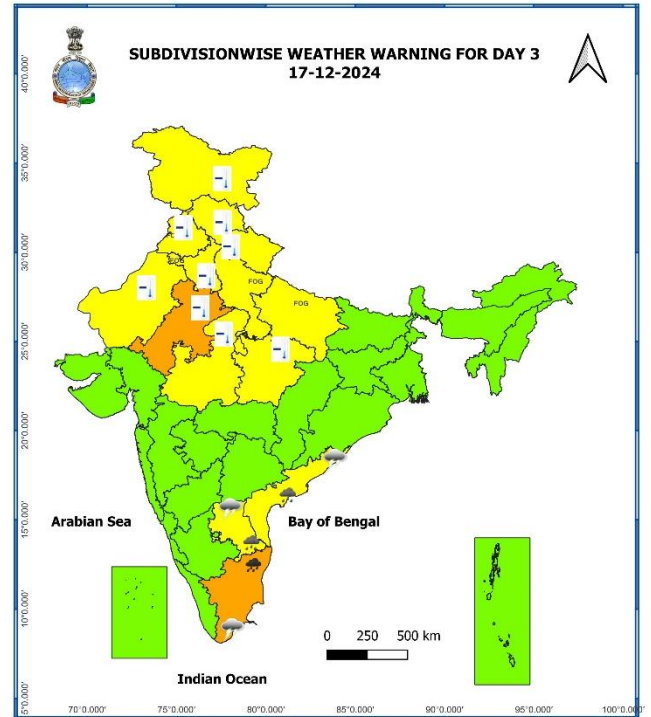 SUBDIVISIONWISE WEATHER WARNING FOR DAY 3
17-12-2024
40°0.000'
35°0.000'
30°0.000'
25°0.000'
20°0.000'
15°0.000'
10°0.000'
5°0.000'
FOG
FOG
FOG
Arabian Sea
Bay of Bengal
0 250 500 km
Indian Ocean
70°0.000' 75°0.000' 80°0.000' 85°0.000' 90°0.000' 95°0.000' 100°0.000'